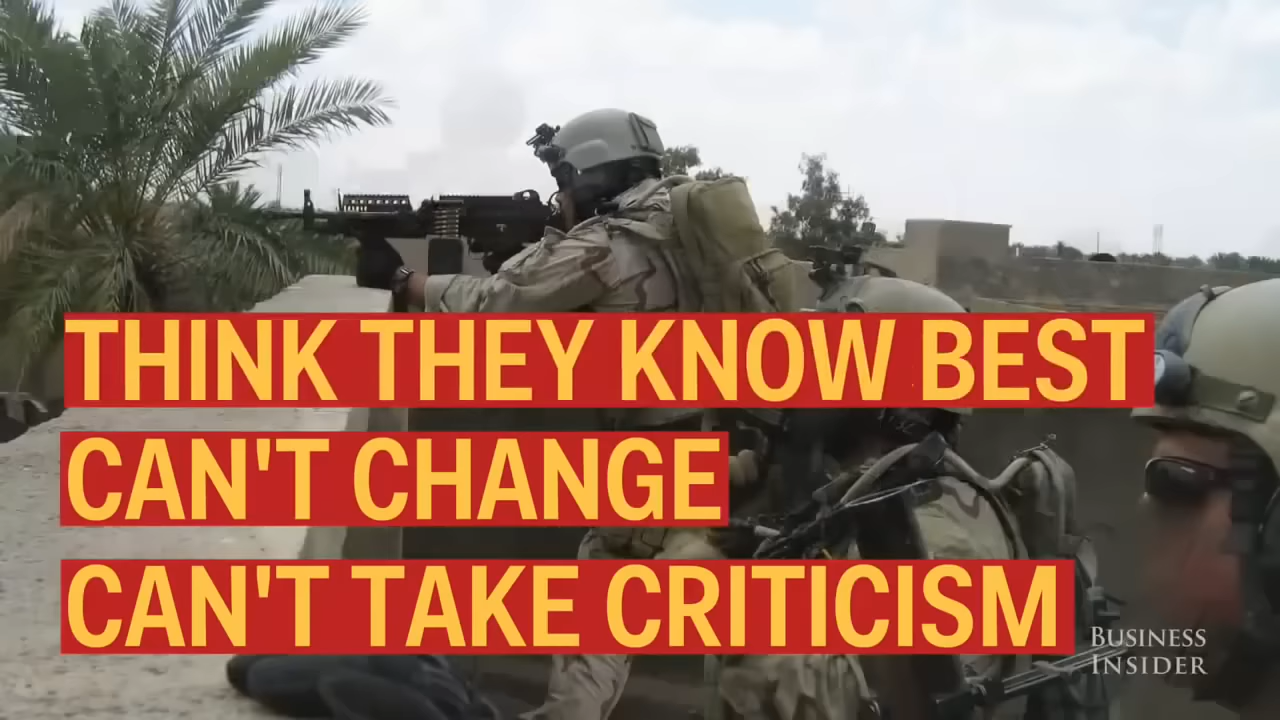 THINK THEY KNOW BEST
CAN'T CHANGE
CAN'T TAKE CRITICISM
BUSINESS
INSIDER